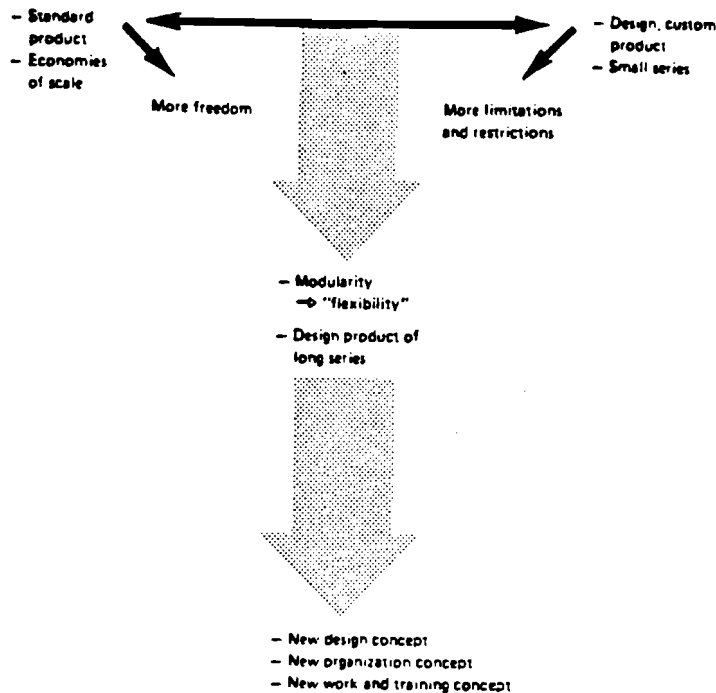 – Standard
product
– Economies
of scale
– Design, custom
product
– Small series
More freedom
More limitations
and restrictions
– Modularity
⇒ "flexibility"
– Design product of
long series
– New design concept
– New organization concept
– New work and training concept